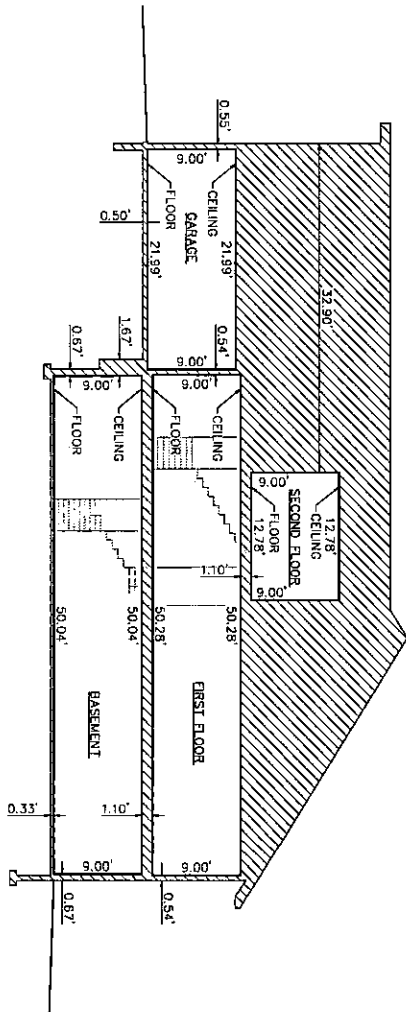 0.55'
9.00'
CEILING
FLOOR
GARAGE
21.99'
21.99'
0.50'
32.90'
1.67'
0.67'
0.54'
9.00'
9.00'
9.00'
CEILING
FLOOR
CEILING
FLOOR
9.00'
SECOND FLOOR
CEILING
12.78'
FLOOR
12.78'
9.00'
1.10'
50.28'
50.28'
50.04'
50.04'
FIRST FLOOR
BASEMENT
0.33'
1.10'
9.00'
9.00'
0.67'
0.54'